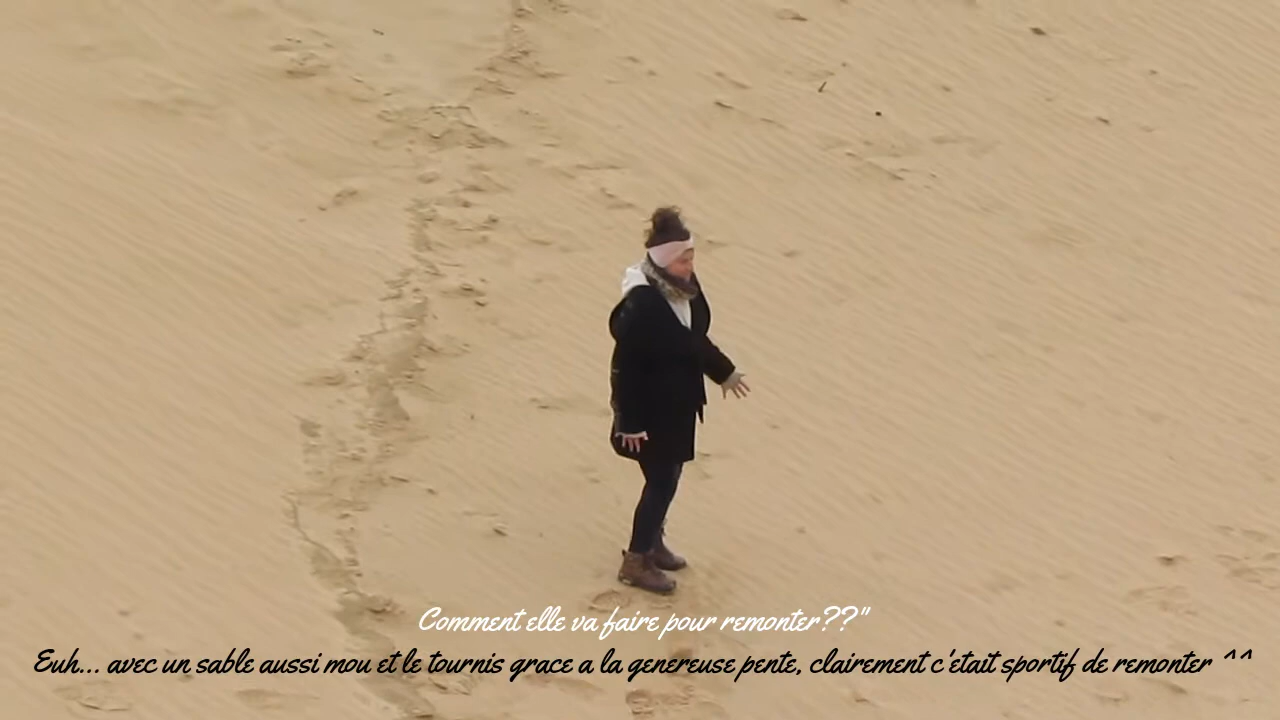 Comment elle va faire pour remonter??"
Euh... avec un sable aussi mou et le tournis grace a la genereuse pente, clairement c'etait sportif de remonter ^^